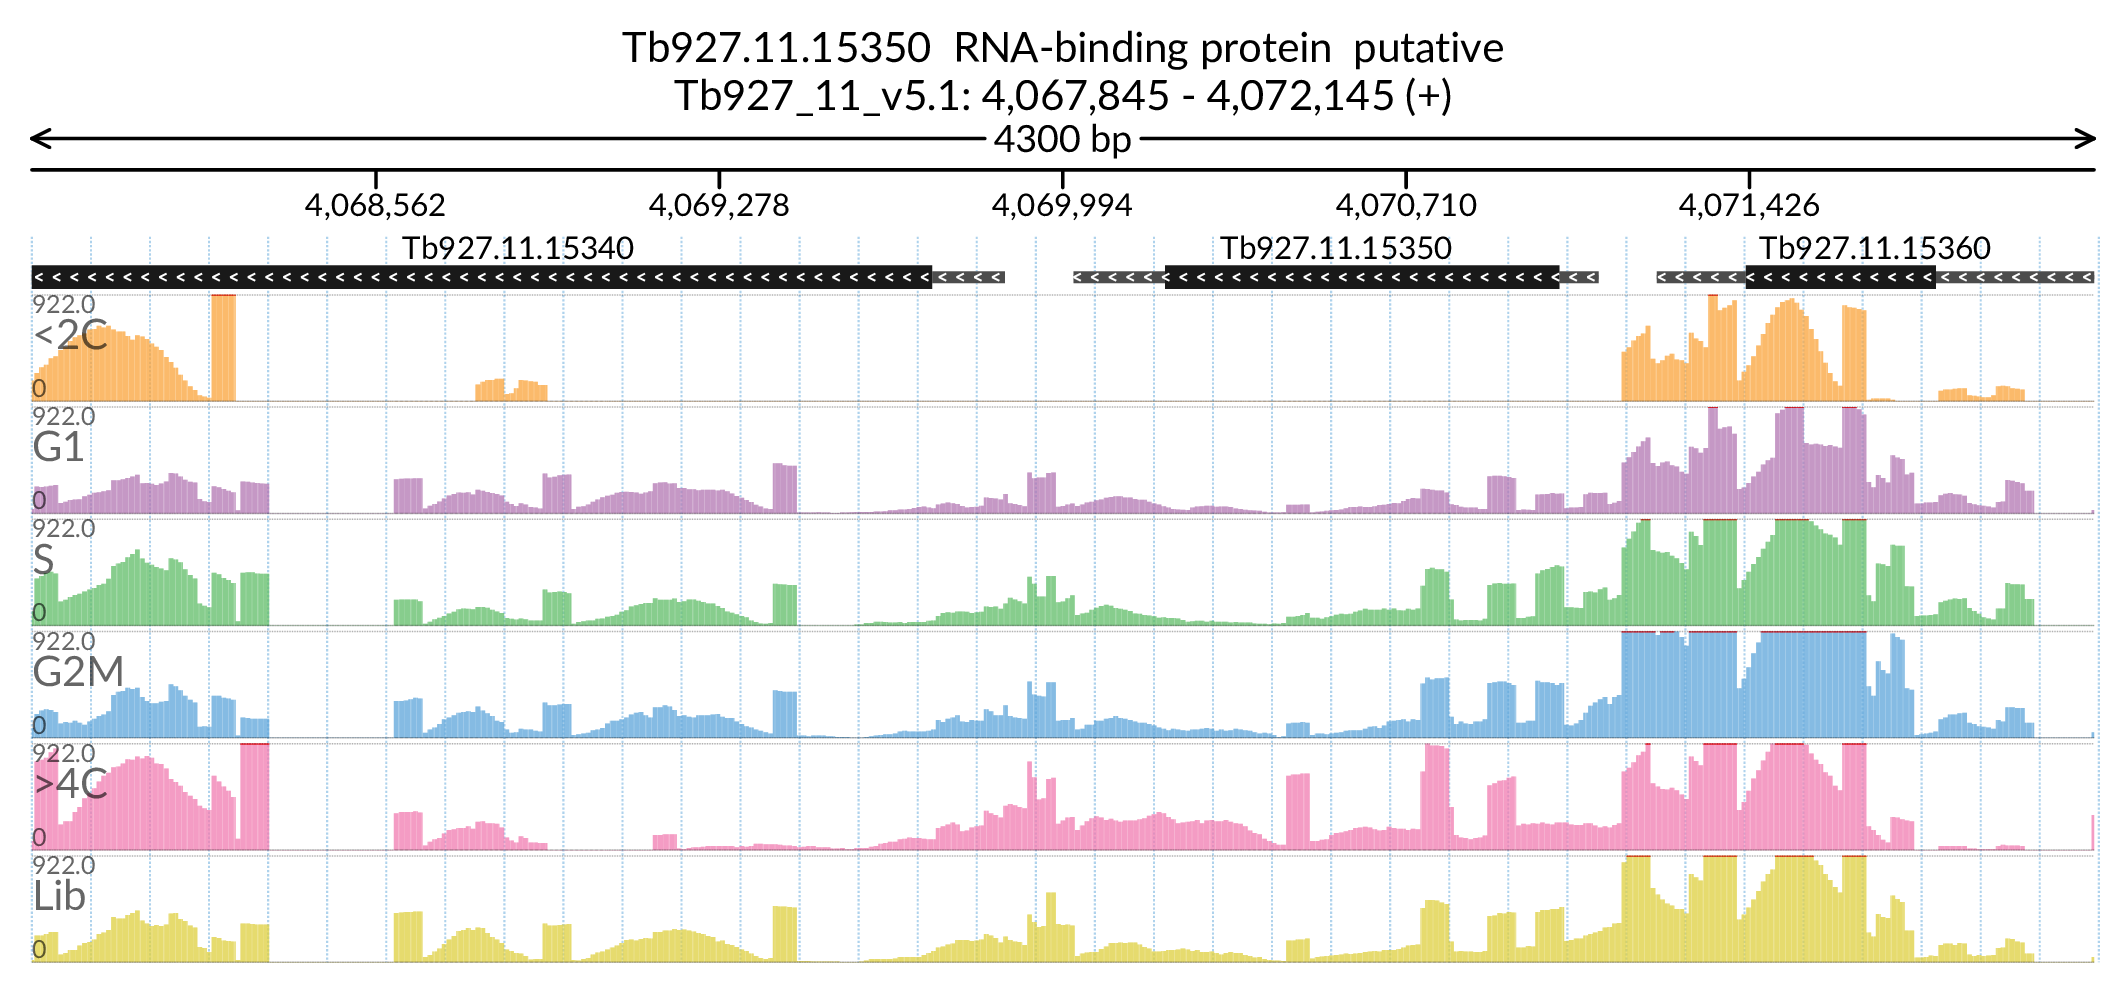 Tb927.11.15350 RNA-binding protein putative
Tb927_11_v5.1: 4,067,845 - 4,072,145 (+)
4300 bp
4,068,562 4,069,278 4,069,994 4,070,710 4,071,426
Tb927.11.15340 Tb927.11.15350 Tb927.11.15360
922.0
<2C
0
922.0
G1
0
922.0
S
0
922.0
G2M
0
922.0
>4C
0
922.0
Lib
0